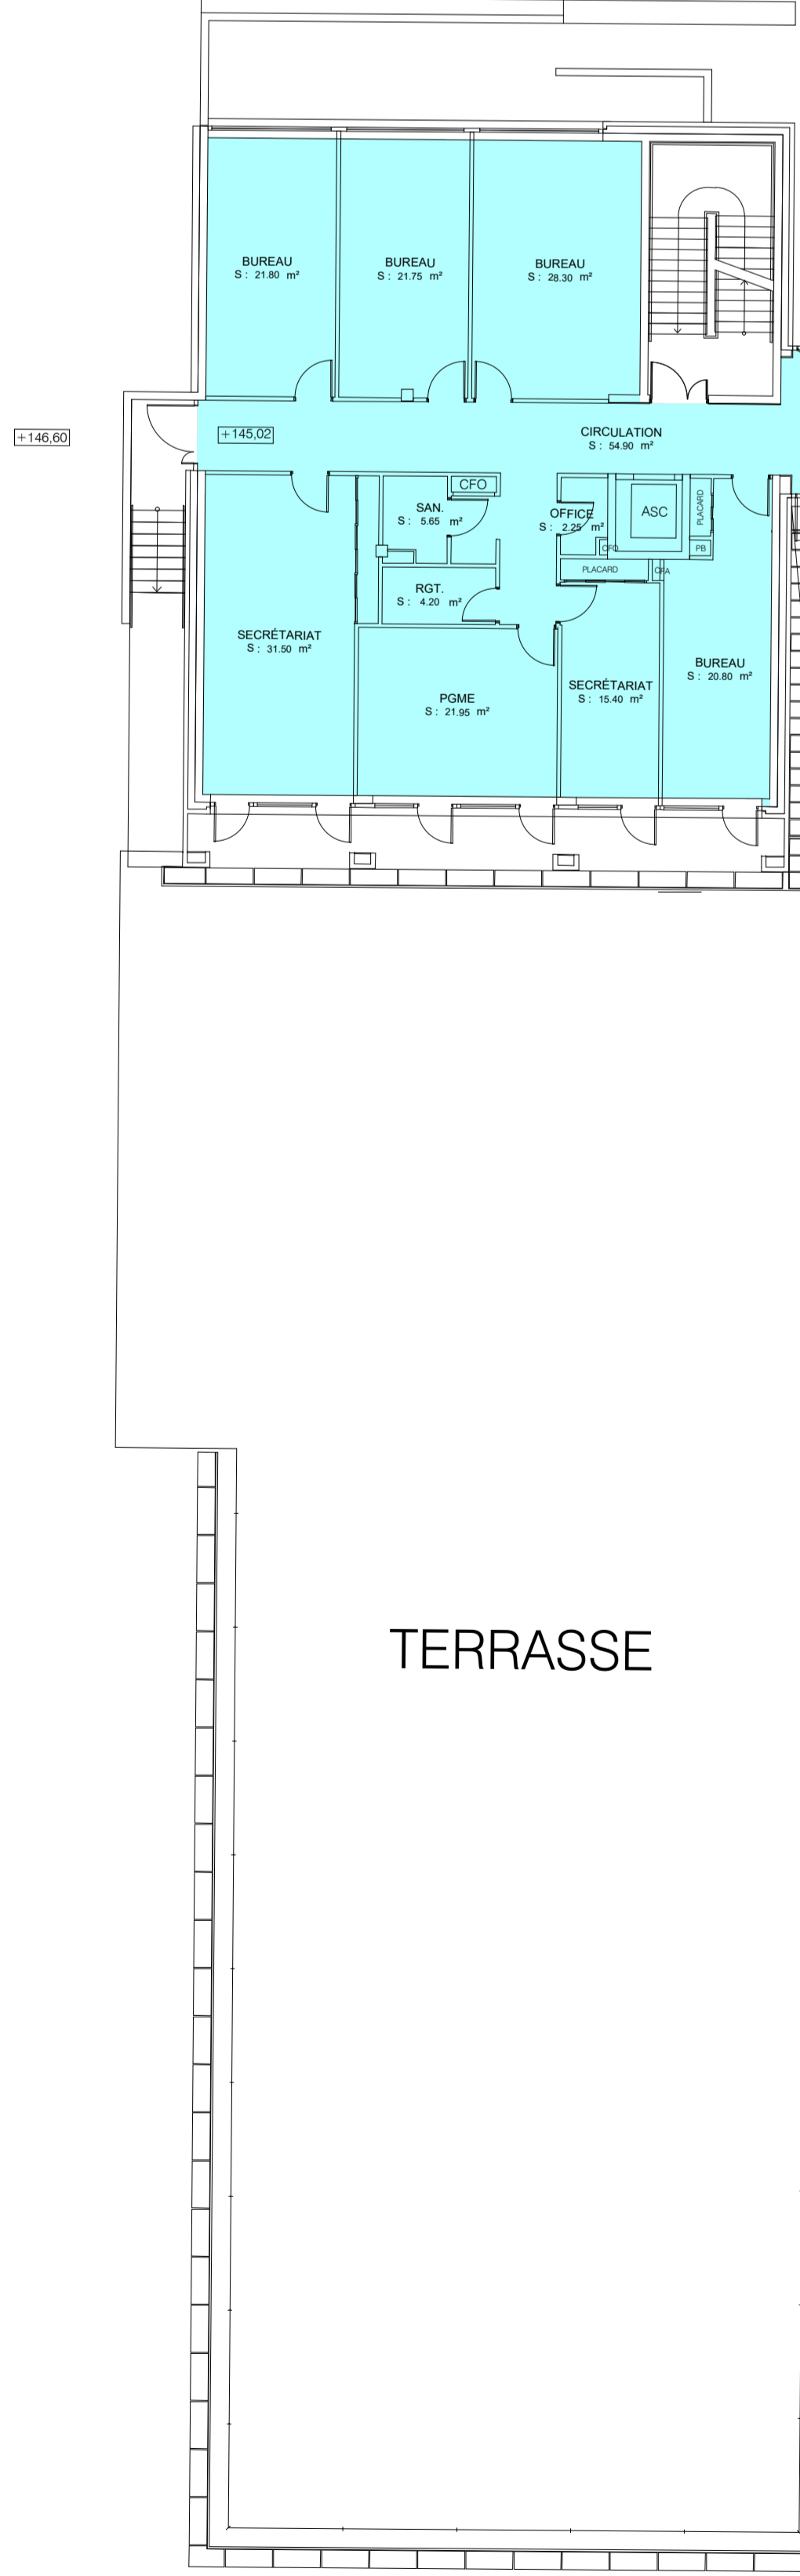 BUREAU
S : 21.80 m²
BUREAU
S : 21.75 m²
BUREAU
S : 28.30 m²
+146,60
+145,02
CIRCULATION
S : 54.90 m²
CFO
SAN.
S : 5.65 m²
OFFICE
S : 2.25 m²
CFO
ASC
PLACARD
PB
PLACARD
CFA
RGT.
S : 4.20 m²
SECRÉTARIAT
S : 31.50 m²
PGME
S : 21.95 m²
SECRÉTARIAT
S : 15.40 m²
BUREAU
S : 20.80 m²
TERRASSE